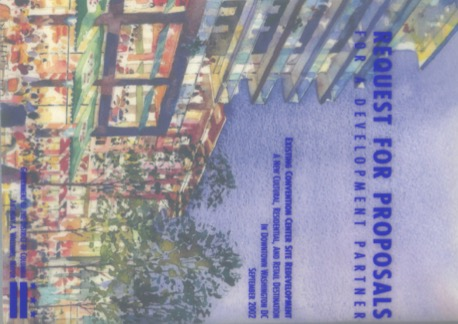 REQUEST FOR PROPOSALS
FOR A DEVELOPMENT PARTNER
EXISTING CONVENTION CENTER SITE REDEVELOPMENT
A NEW CULTURAL, RESIDENTIAL, AND RETAIL DESTINATION
IN DOWNTOWN WASHINGTON DC
SEPTEMBER 2002